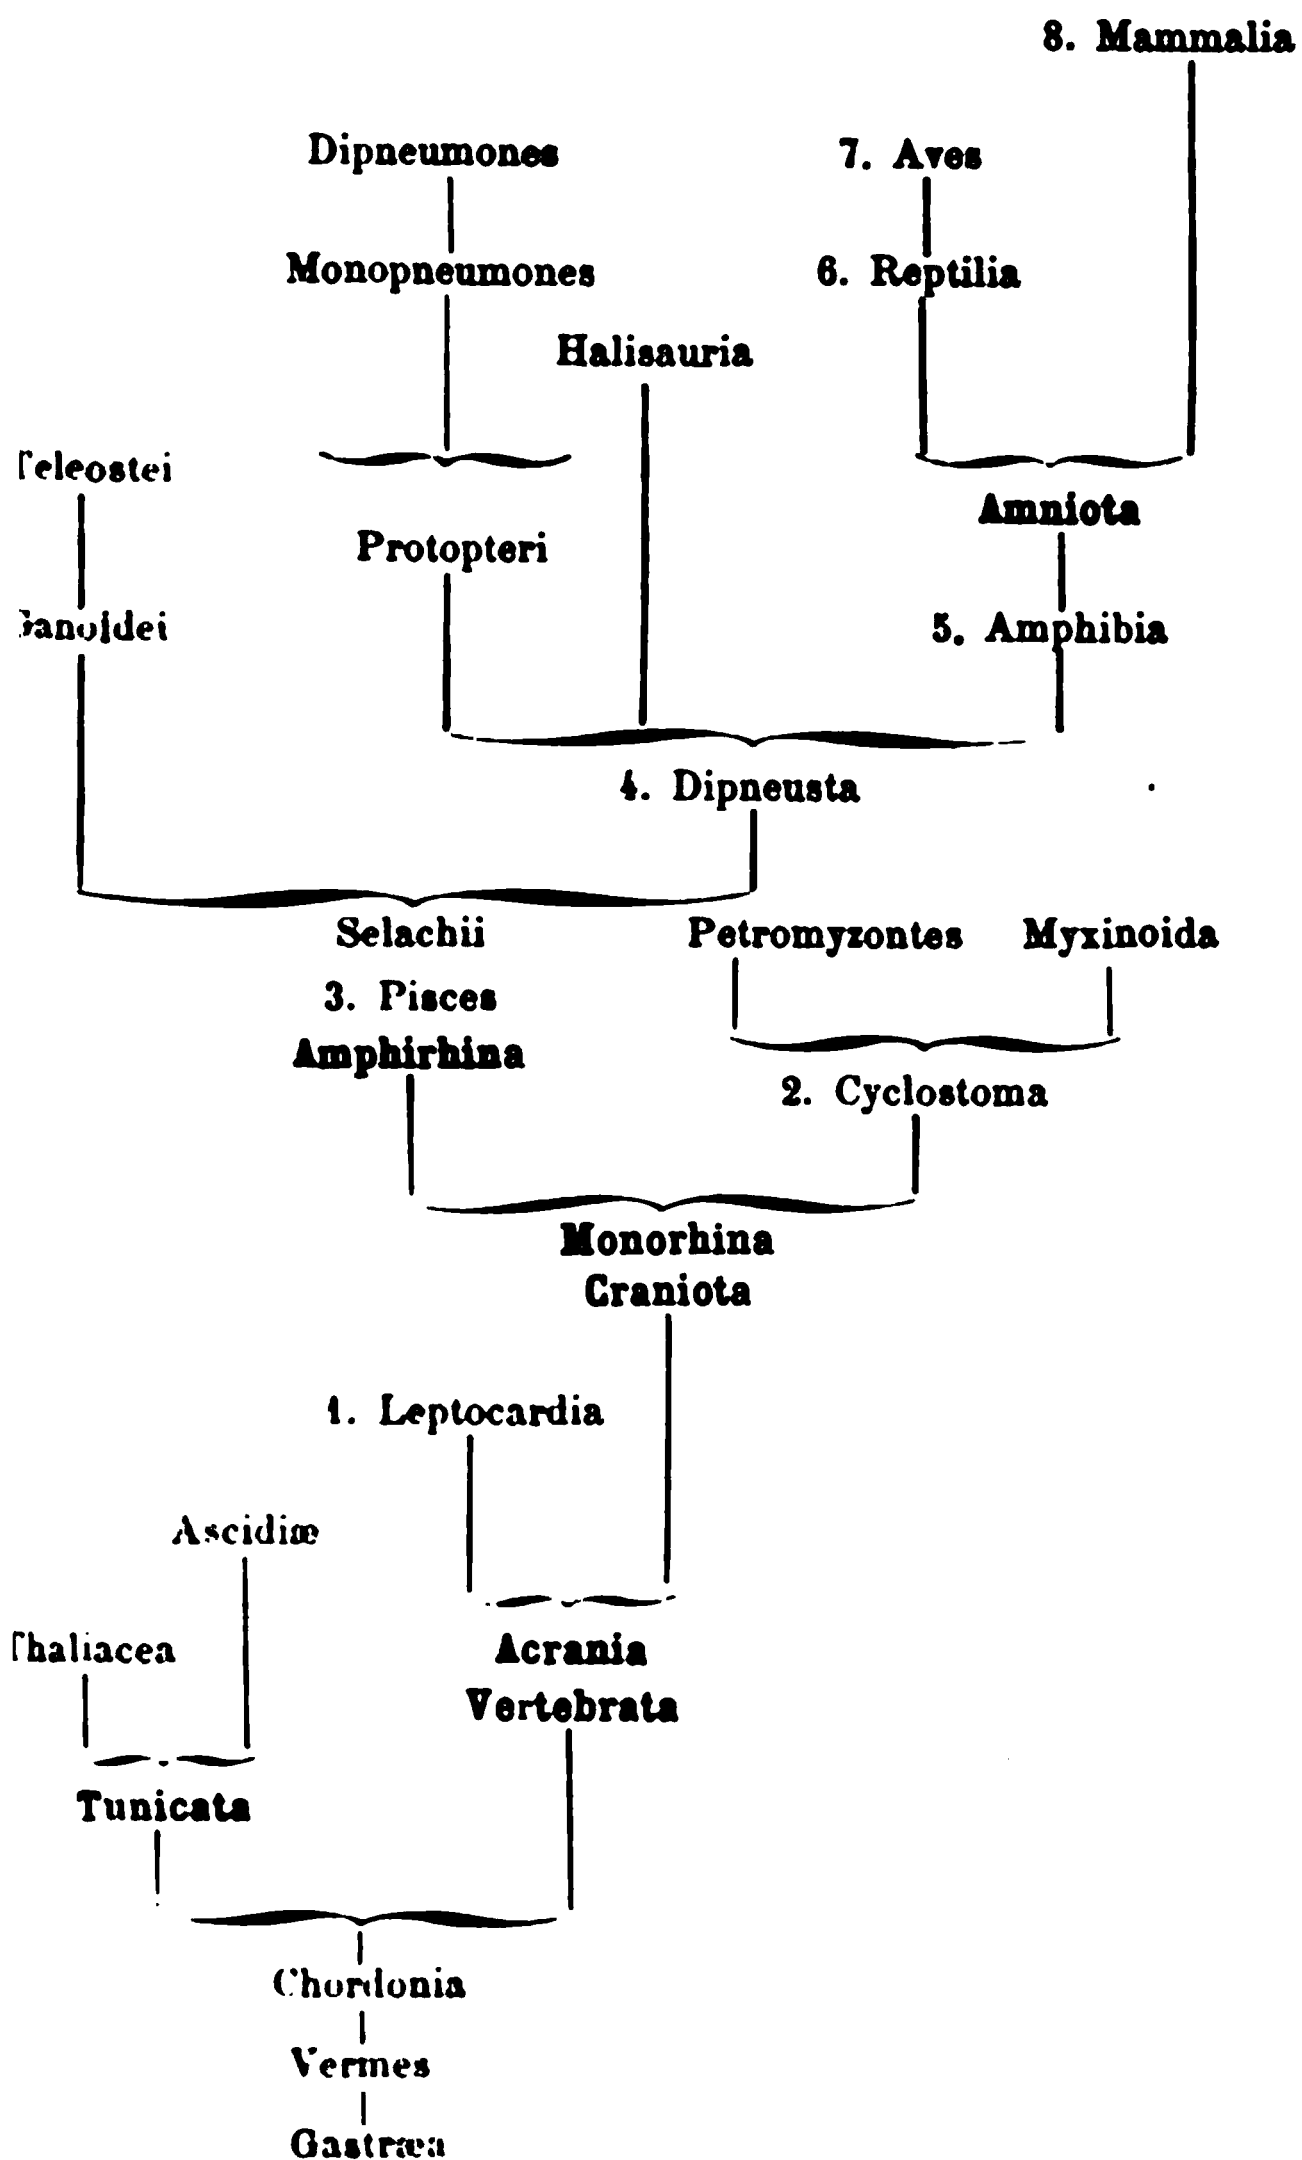 8. Mammalia
Dipneumones
7. Aves
Monopneumones
6. Reptilia
Halisauria
Teleostei
Amniota
Protopteri
Ganoidei
5. Amphibia
4. Dipneusta
Selachii
Petromyzontes
Myxinoida
3. Pisces
Amphirhina
2. Cyclostoma
Monorhina
Craniota
1. Leptocardia
Ascidiæ
Thaliacea
Acrania
Vertebrata
Tunicata
Chordonia
Vermes
Gastræa